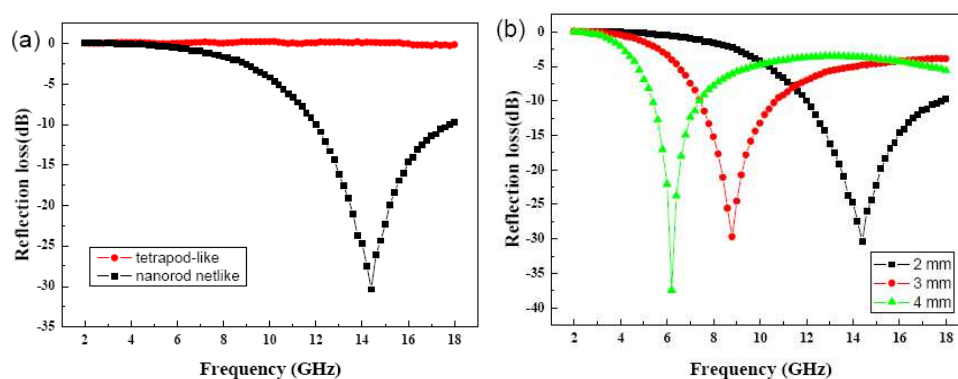 (a)
Reflection loss(dB)
0
-5
-10
-15
-20
-25
-30
-35
tetrapod-like
nanorod netlike
2 4 6 8 10 12 14 16 18
Frequency (GHz)
(b)
Reflection loss(dB)
0
-5
-10
-15
-20
-25
-30
-35
-40
2 mm
3 mm
4 mm
2 4 6 8 10 12 14 16 18
Frequency (GHz)